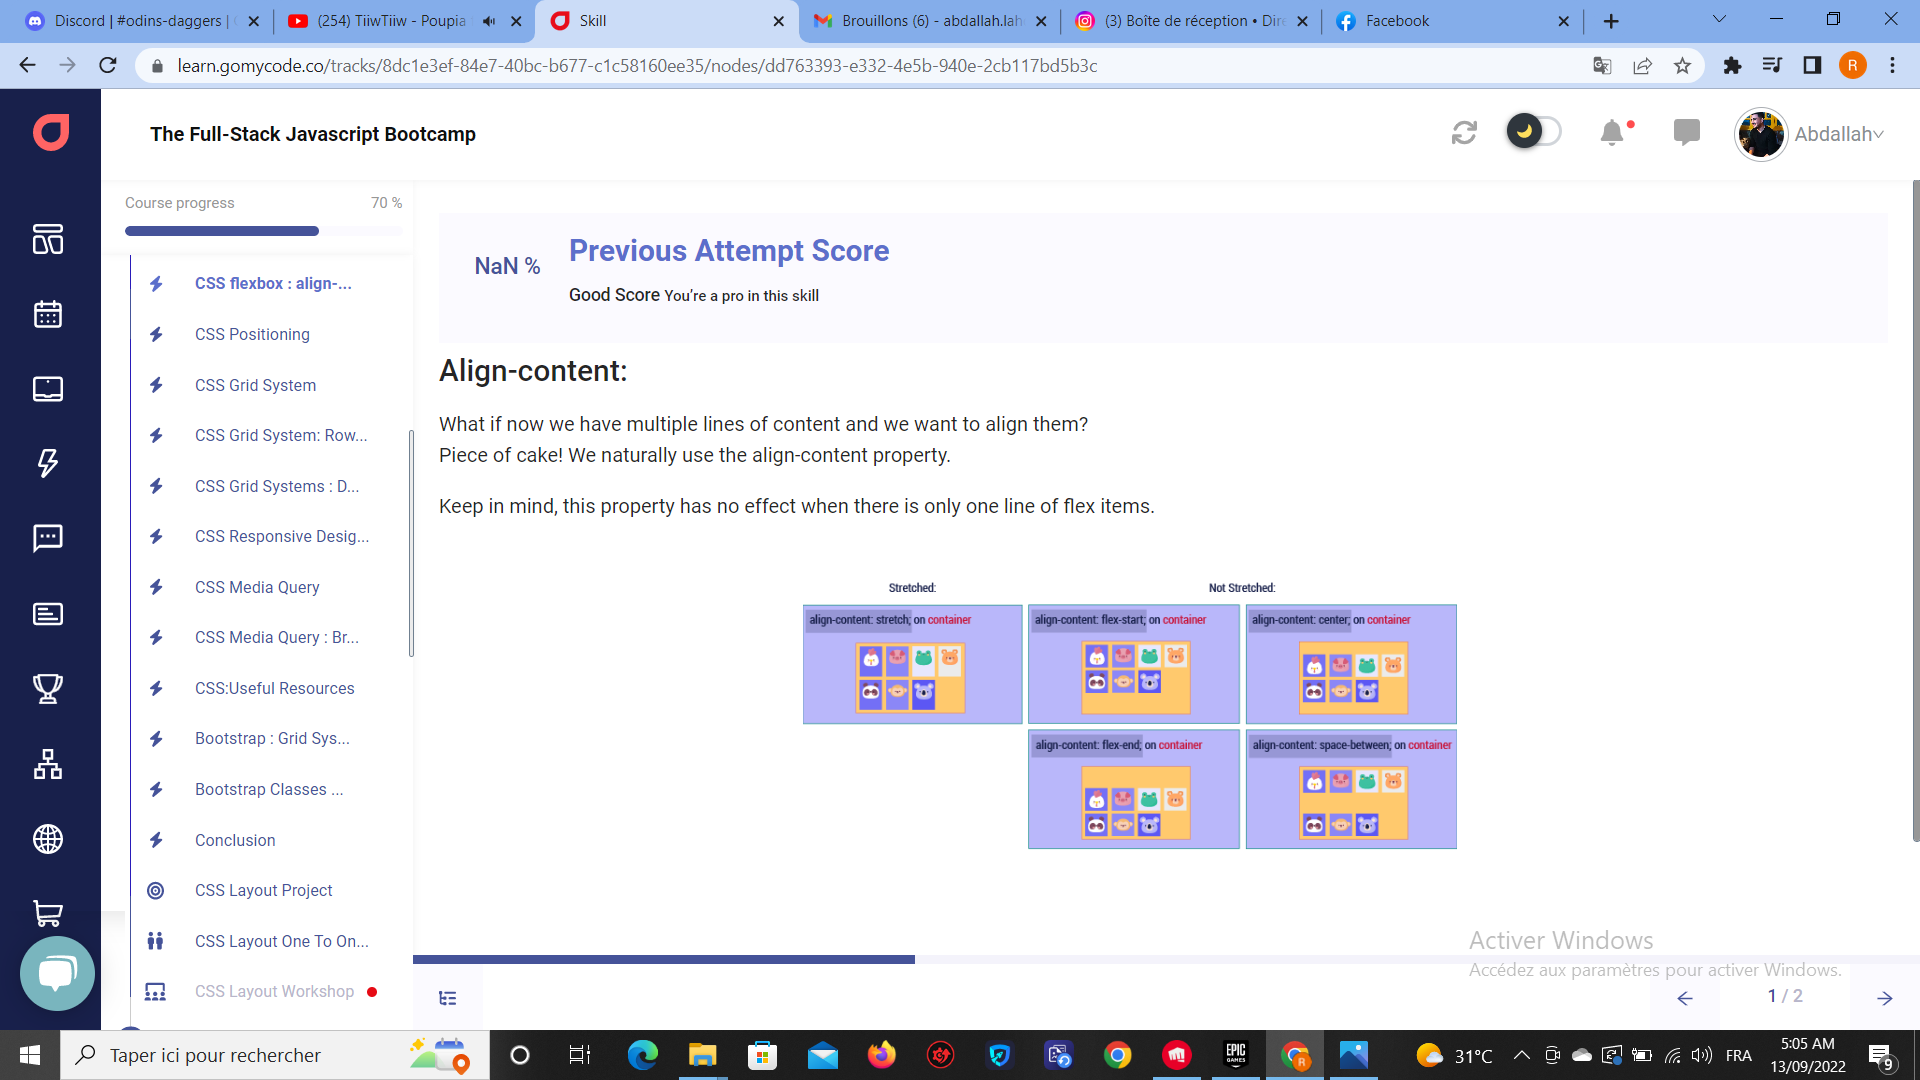 Discord | #odins-daggers |
(254) TiiwTiiw - Poupia
Skill
Brouillons (6) - abdallah.lah
(3) Boîte de réception • Dir
Facebook
learn.gomycode.co/tracks/8dc1e3ef-84e7-40bc-b677-c1c58160ee35/nodes/dd763393-e332-4e5b-940e-2cb117bd5b3c
R
The Full-Stack Javascript Bootcamp
Abdallah
Course progress
70 %
CSS flexbox : align-...
CSS Positioning
CSS Grid System
CSS Grid System: Row...
CSS Grid Systems : D...
CSS Responsive Desig...
CSS Media Query
CSS Media Query : Br...
CSS:Useful Resources
Bootstrap : Grid Sys...
Bootstrap Classes ...
Conclusion
CSS Layout Project
CSS Layout One To On...
CSS Layout Workshop
NaN %
Previous Attempt Score
Good Score You're a pro in this skill
Align-content:
What if now we have multiple lines of content and we want to align them?
Piece of cake! We naturally use the align-content property.
Keep in mind, this property has no effect when there is only one line of flex items.
Stretched:
Not Stretched:
align-content: stretch; on container
align-content: flex-start; on container
align-content: center; on container
align-content: flex-end; on container
align-content: space-between; on container
Activer Windows
Accédez aux paramètres pour activer Windows.
1 / 2
Taper ici pour rechercher
EPIC
GAMES
R
31°C
FRA
5:05 AM
13/09/2022
9